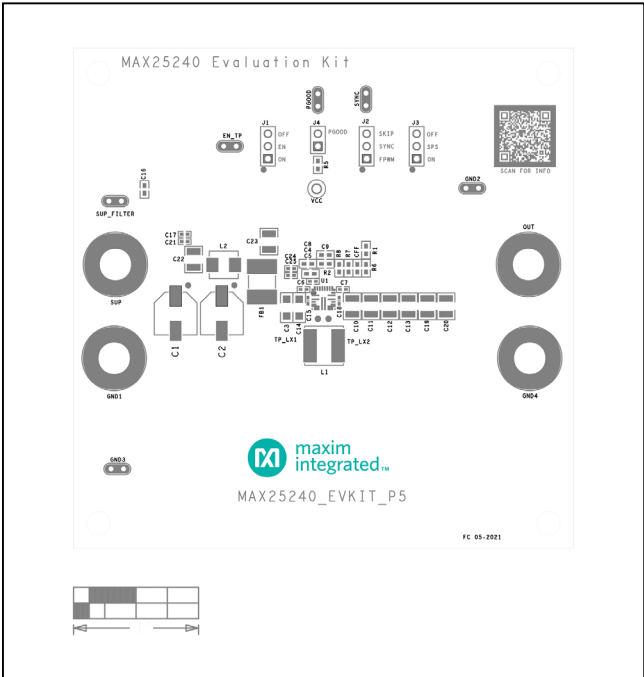 MAX25240 Evaluation Kit
PGOOD
SYNC
J1
OFF
EN
ON
EN_TP
J4
PGOOD
R5
VCC
J2
SKIP
SYNC
FPWM
J3
OFF
SPS
ON
SCAN FOR INFO
C16
SUP_FILTER
GND2
C17
C21
C22
L2
C23
SUP
OUT
C8
C4
C5
C9
R2
R8
R7
CFF
R6
R1
C24
C25
C6
U1
C7
FB1
C3
C14
C15
C18
C10
C11
C12
C13
C19
C20
C1
C2
TP_LX1
TP_LX2
L1
GND1
GND4
GND3
maxim
integrated™
MAX25240_EVKIT_P5
FC 05-2021